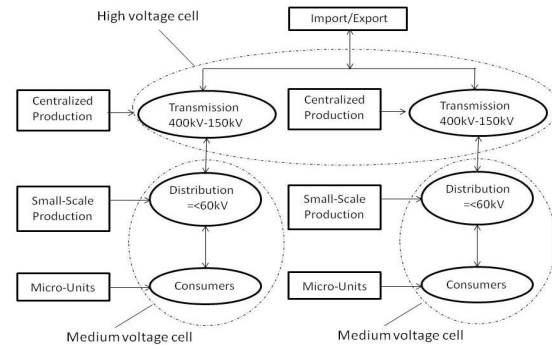 High voltage cell
Import/Export
Centralized
Production
Transmission
400kV-150kV
Centralized
Production
Transmission
400kV-150kV
Small-Scale
Production
Distribution
=<60kV
Small-Scale
Production
Distribution
=<60kV
Micro-Units
Consumers
Micro-Units
Consumers
Medium voltage cell
Medium voltage cell